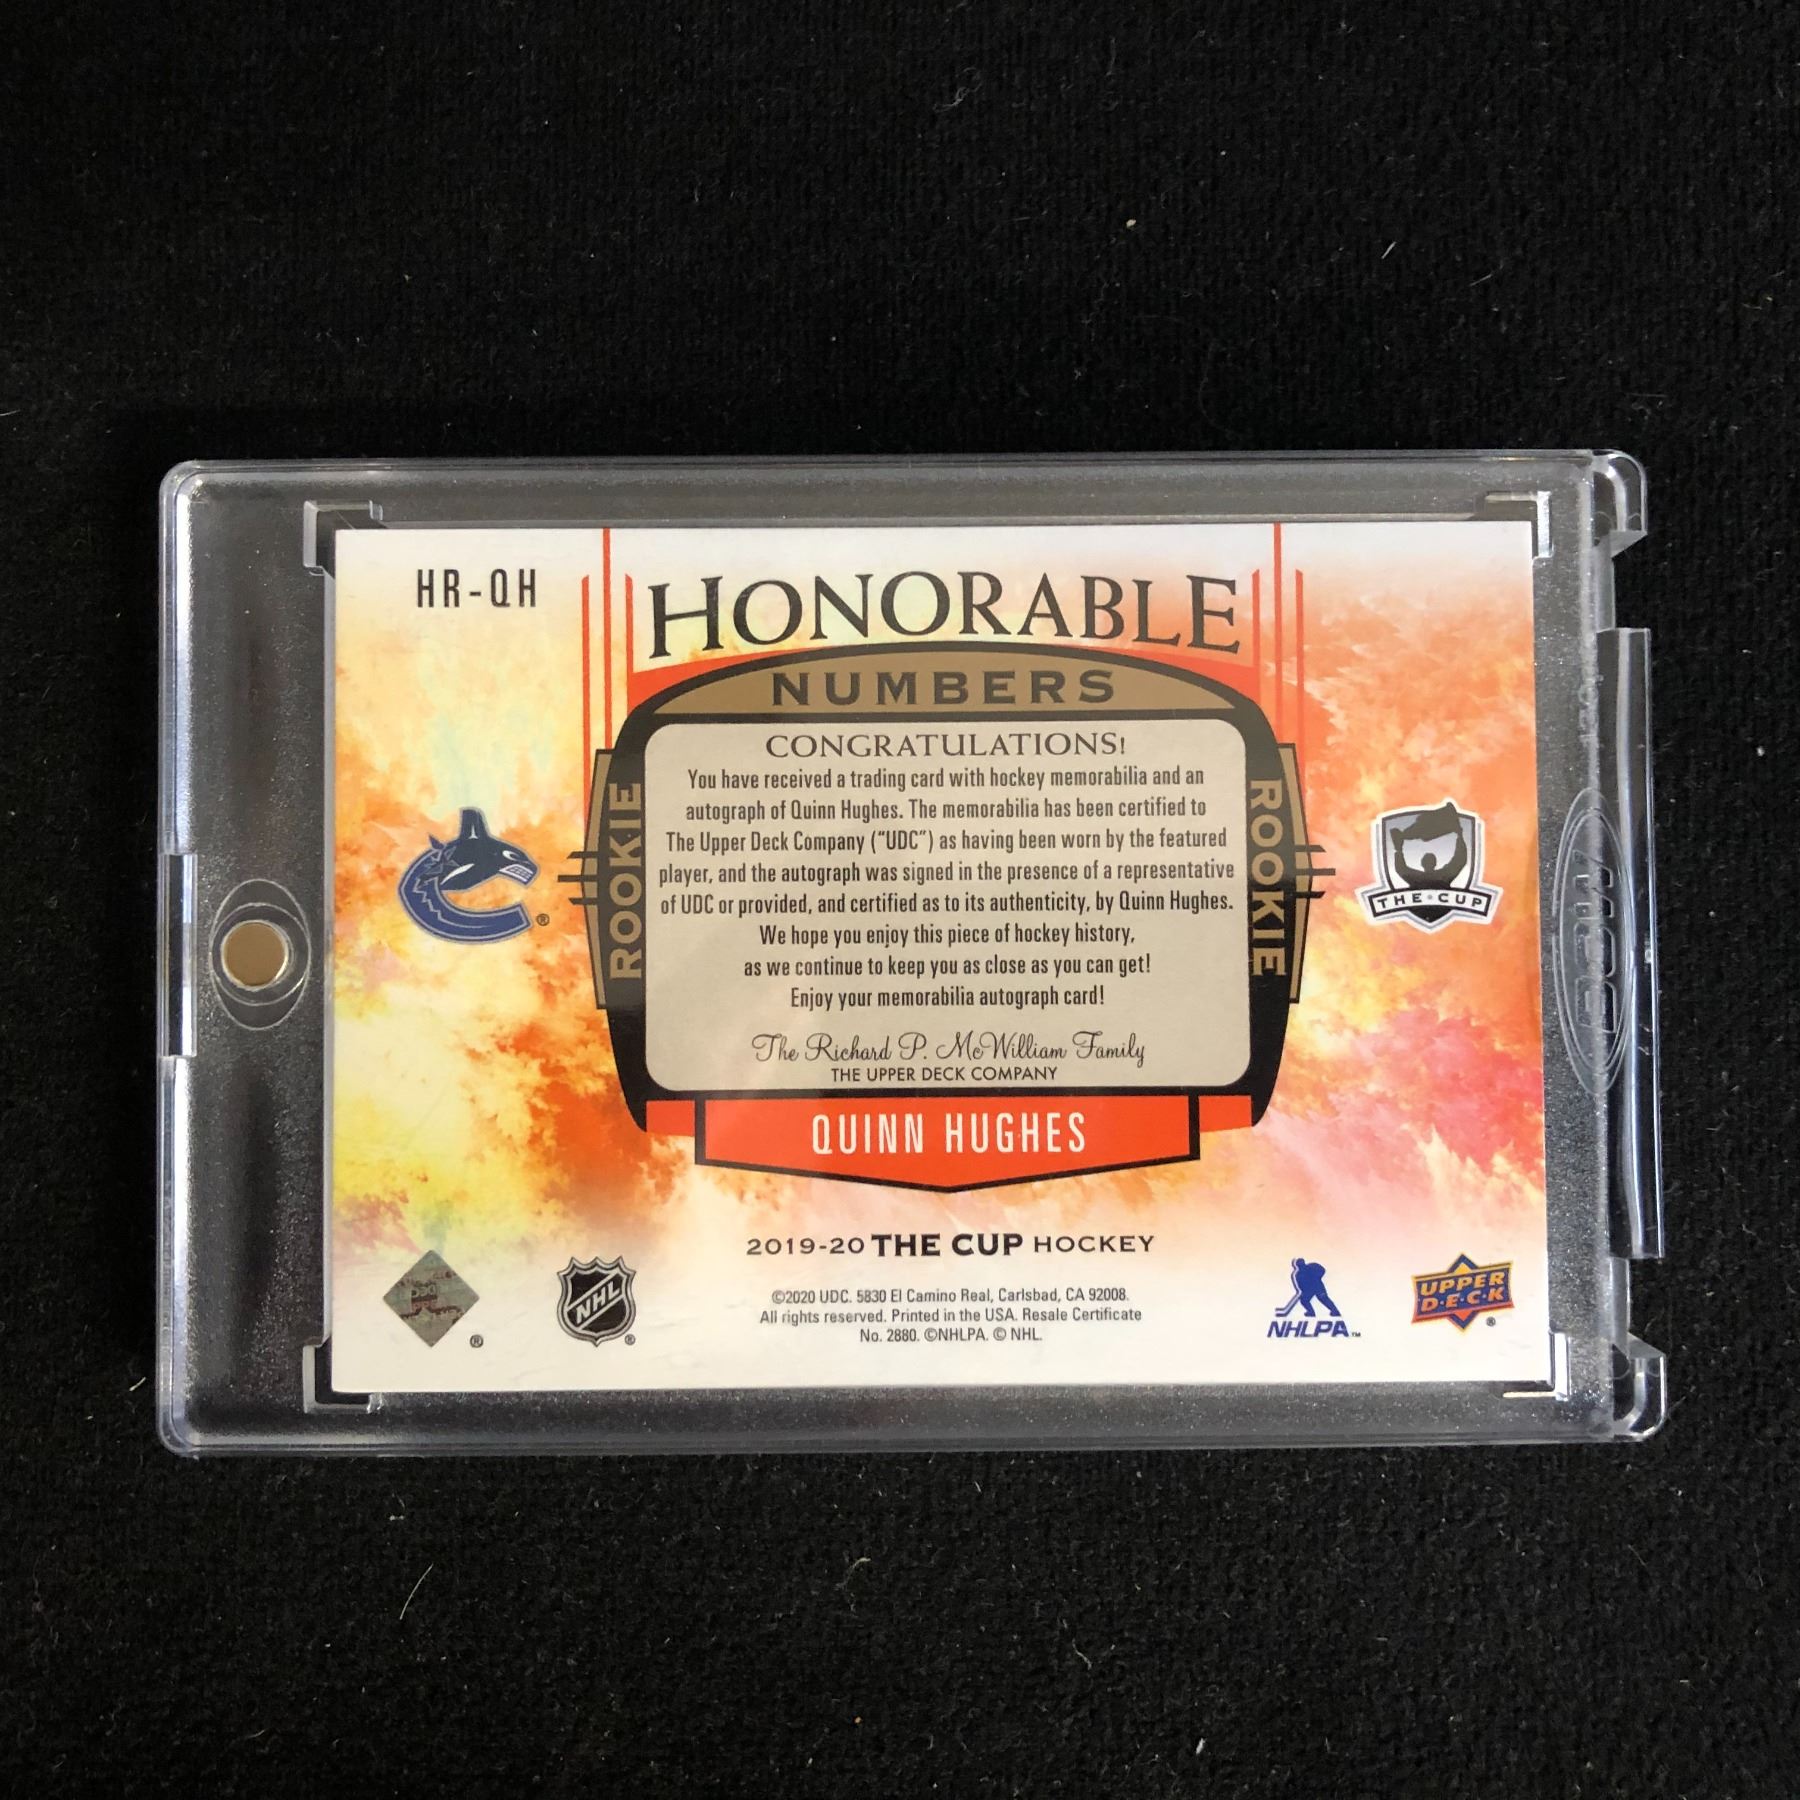 HR-QH
HONORABLE
NUMBERS
ROOKIE
ROOKIE
CONGRATULATIONS!
You have received a trading card with hockey memorabilia and an
autograph of Quinn Hughes. The memorabilia has been certified to
The Upper Deck Company ("UDC") as having been worn by the featured
player, and the autograph was signed in the presence of a representative
of UDC or provided, and certified as to its authenticity, by Quinn Hughes.
We hope you enjoy this piece of hockey history,
as we continue to keep you as close as you can get!
Enjoy your memorabilia autograph card!
The Richard P. McWilliam Family
THE UPPER DECK COMPANY
®
THE CUP
QUINN HUGHES
2019-20 THE CUP HOCKEY
©2020 UDC. 5830 El Camino Real, Carlsbad, CA 92008.
All rights reserved. Printed in the USA. Resale Certificate
No. 2880. ©NHLPA. © NHL.
®
NHL ®
NHLPA™
UPPER
D·E·C·K ®